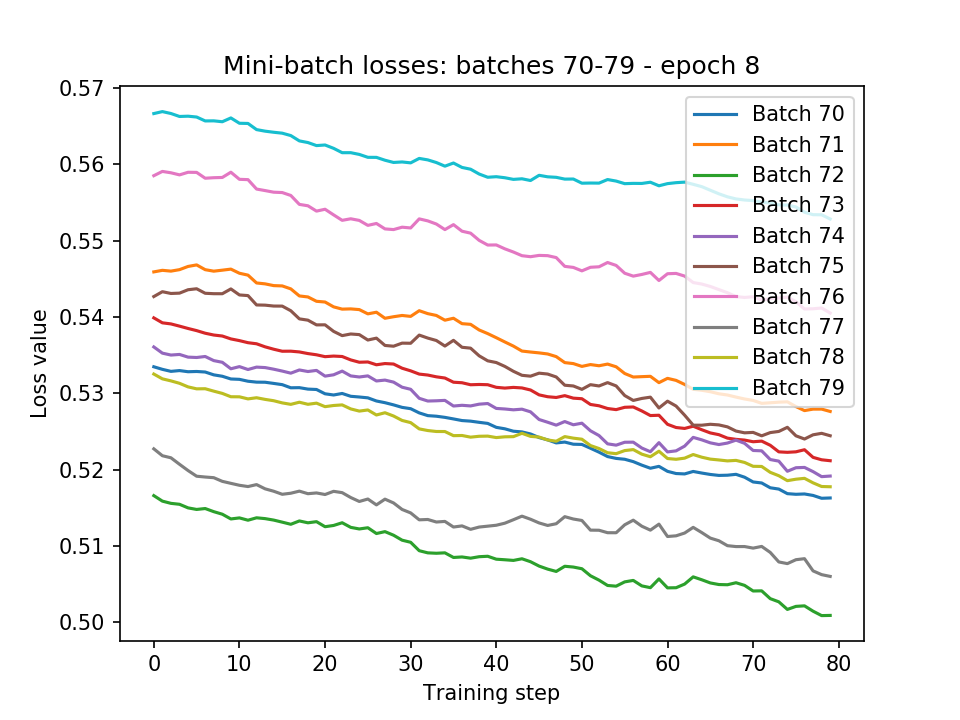 Mini-batch losses: batches 70-79 - epoch 8
0.57
0.56
0.55
0.54
0.53
0.52
0.51
0.50
Loss value
Batch 70
Batch 71
Batch 72
Batch 73
Batch 74
Batch 75
Batch 76
Batch 77
Batch 78
Batch 79
0 10 20 30 40 50 60 70 80
Training step